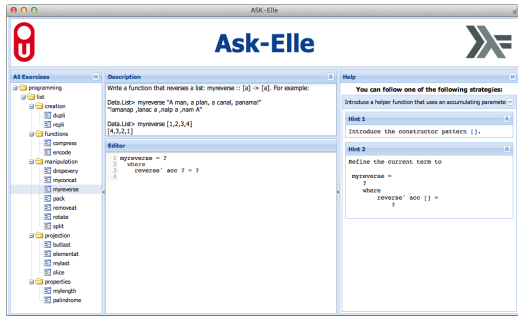 ASK-Elle
Ask-Elle
All Exercises
programming
list
creation
dupli
repli
functions
compress
encode
manipulation
dropevery
myconcat
myreverse
pack
removeat
rotate
split
projection
butlast
elementat
mylast
slice
properties
mylength
palindrome
Description
Write a function that reverses a list: myreverse :: [a] -> [a]. For example:
Data.List> myreverse "A man, a plan, a canal, panama!"
"!amanap ,lanac a ,nalp a ,nam A"
Data.List> myreverse [1,2,3,4]
[4,3,2,1]
Editor
1 myreverse = ?
2 where
3 reverse' acc ? = ?
4
Help
You can follow one of the following strategies:
Introduce a helper function that uses an accumulating paramete
Hint 1
Introduce the constructor pattern [].
Hint 2
Refine the current term to
myreverse =
?
where
reverse' acc [] =
?